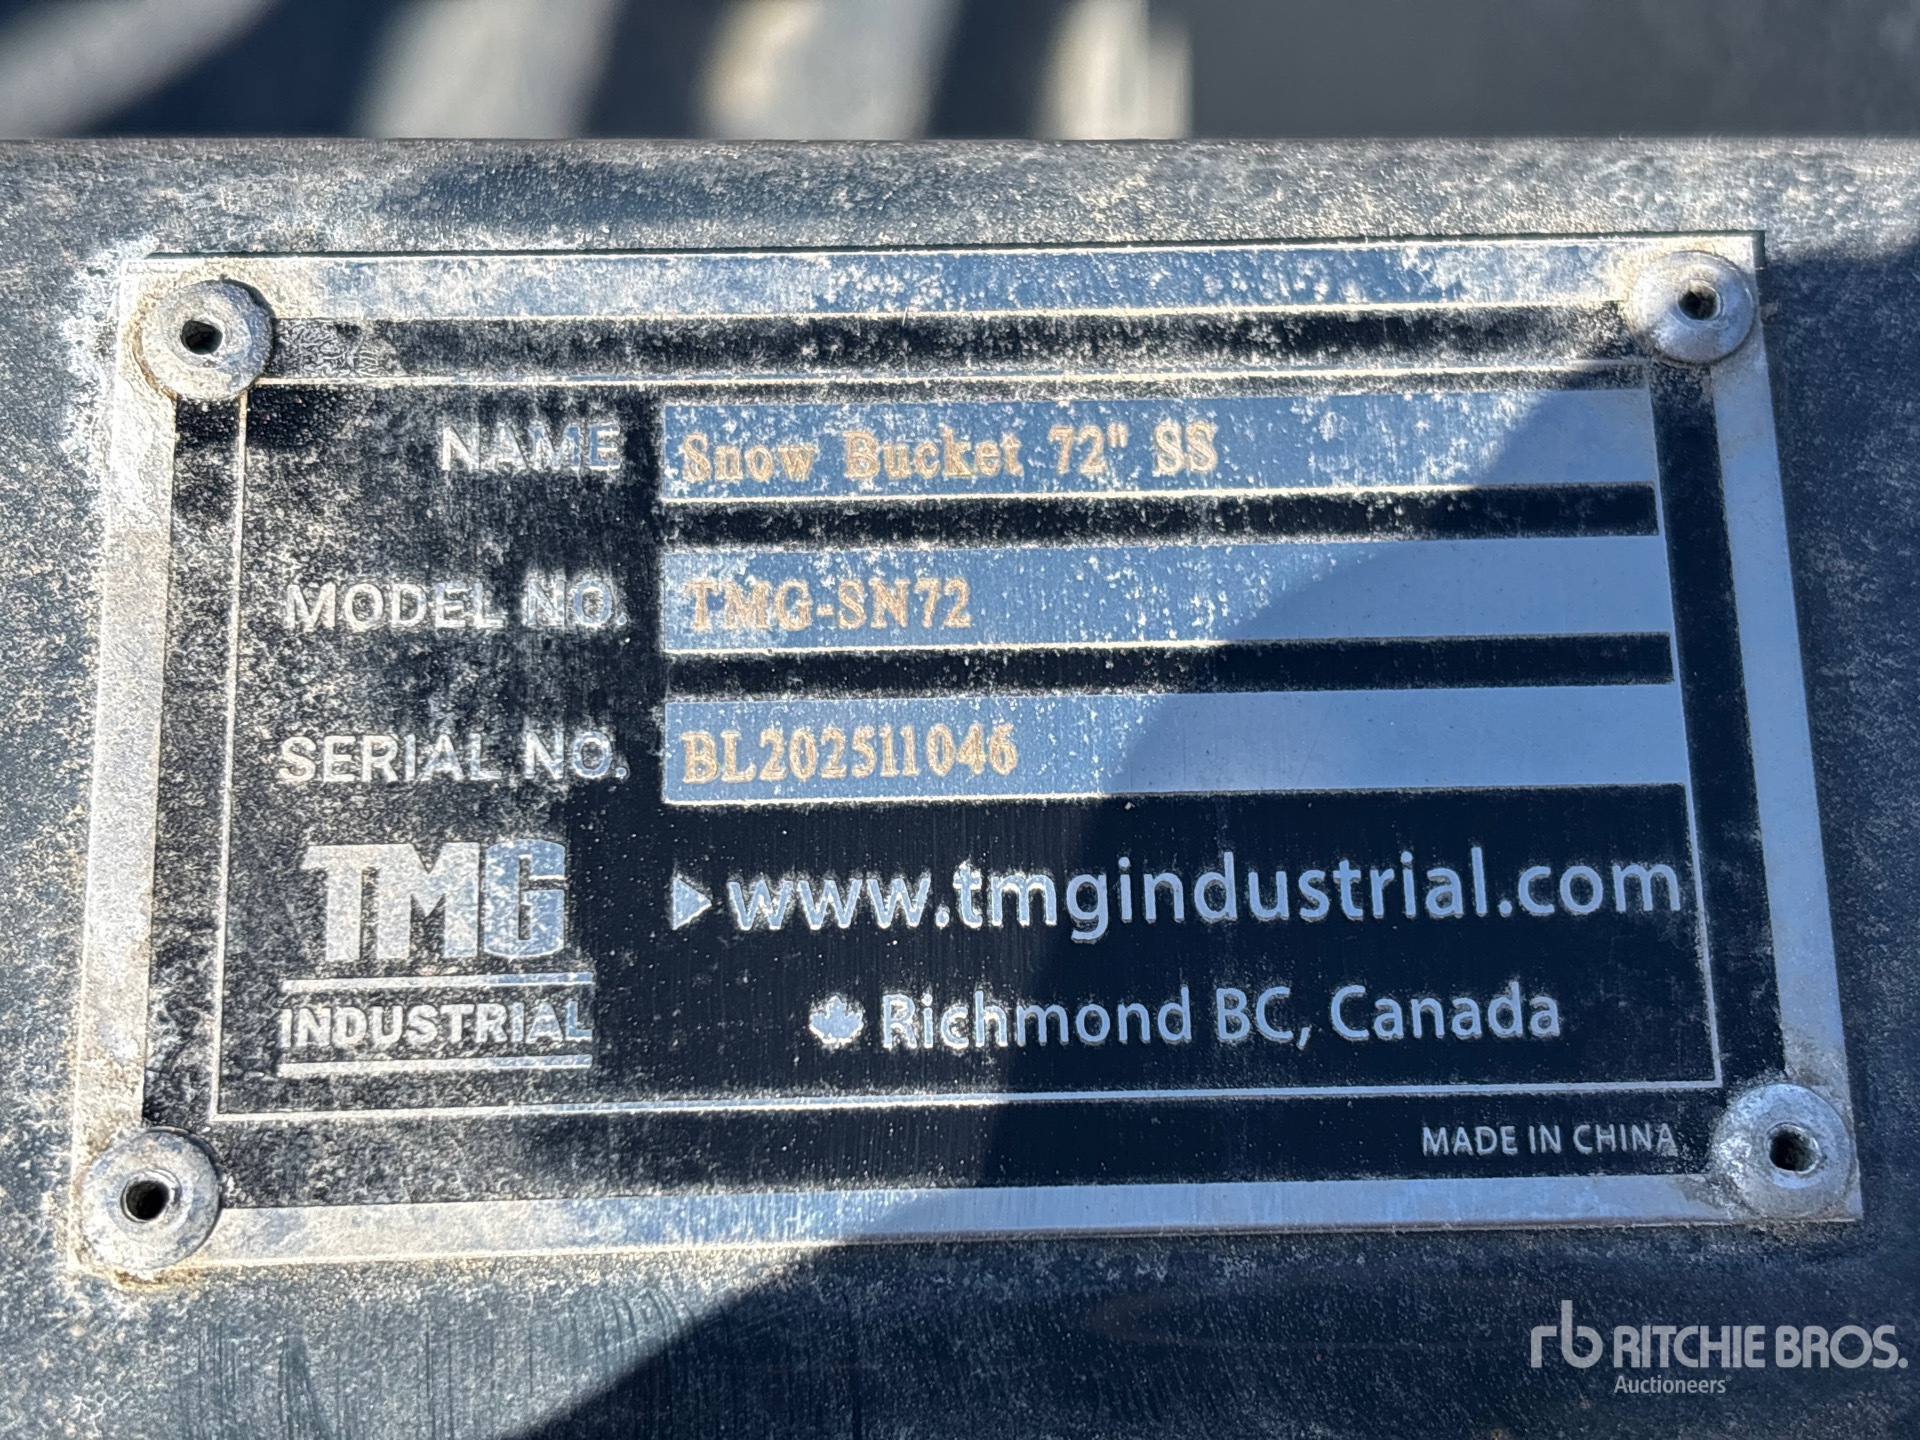 NAME Snow Bucket 72" SS
MODEL NO. TMG-SN72
SERIAL NO. BL202511046
TMG
INDUSTRIAL
www.tmgindustrial.com
Richmond BC, Canada
MADE IN CHINA
rb RITCHIE BROS.
Auctioneers